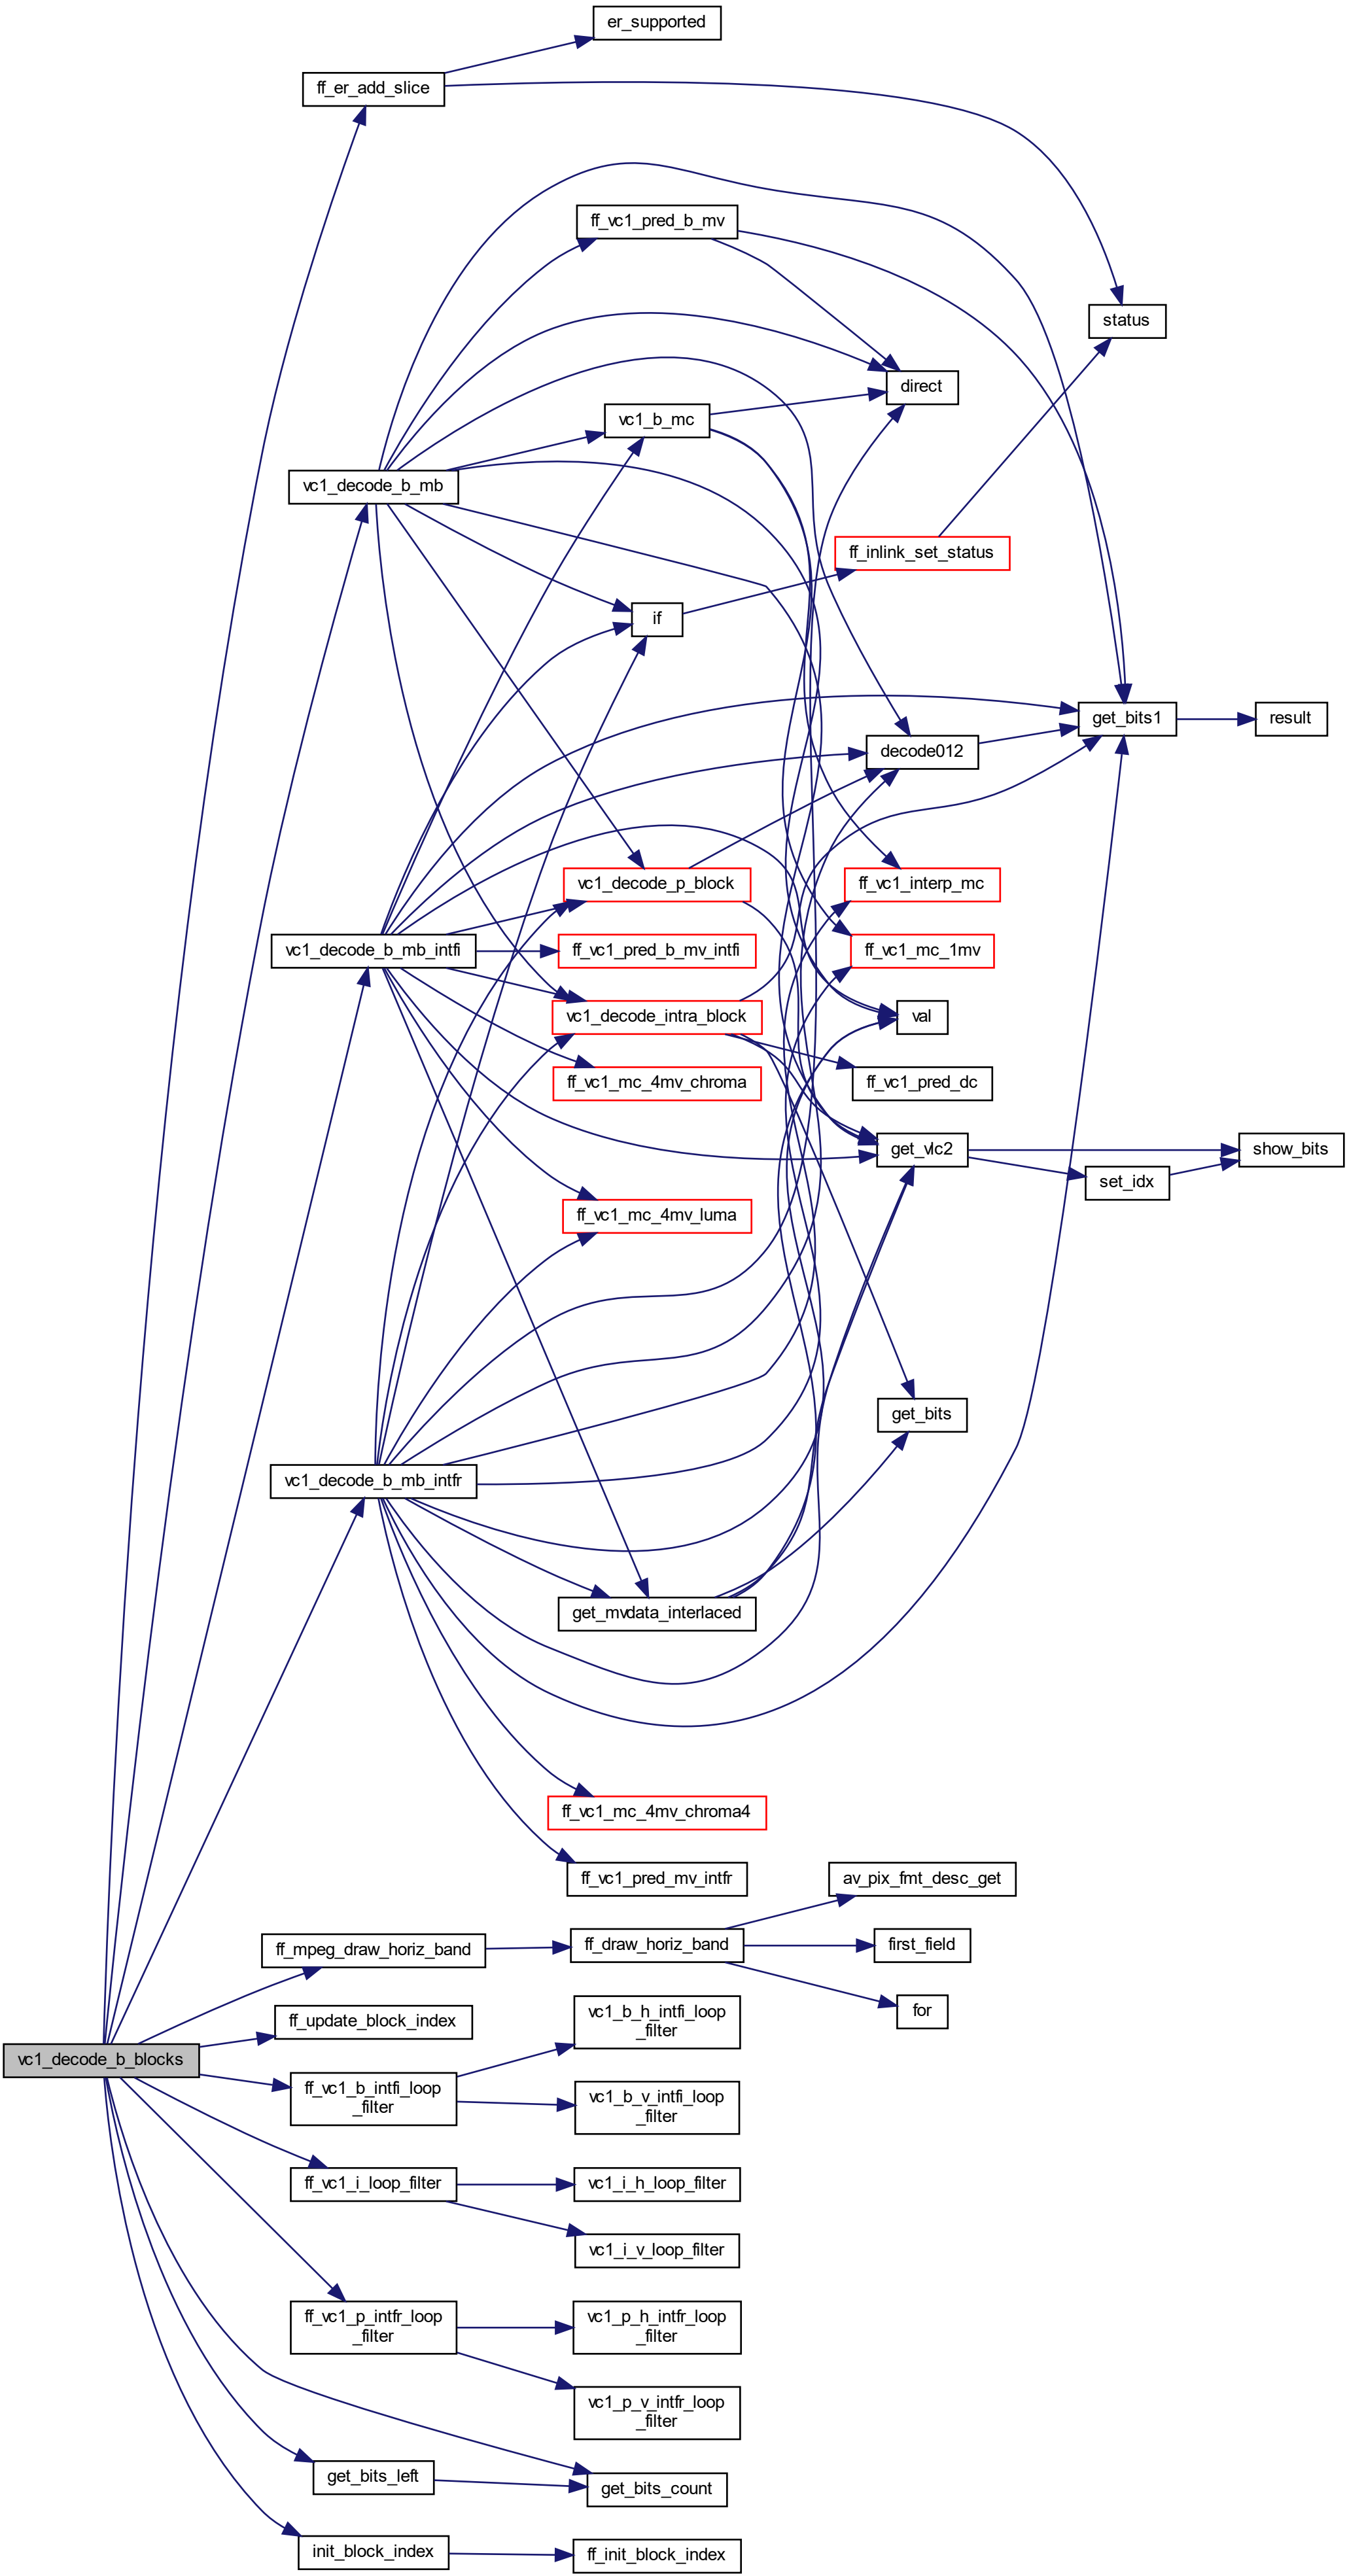 er_supported
ff_er_add_slice
ff_vc1_pred_b_mv
status
direct
vc1_b_mc
vc1_decode_b_mb
ff_inlink_set_status
if
get_bits1
result
decode012
vc1_decode_p_block
ff_vc1_interp_mc
vc1_decode_b_mb_intfi
ff_vc1_pred_b_mv_intfi
ff_vc1_mc_1mv
vc1_decode_intra_block
val
ff_vc1_mc_4mv_chroma
ff_vc1_pred_dc
get_vlc2
show_bits
set_idx
ff_vc1_mc_4mv_luma
get_bits
vc1_decode_b_mb_intfr
get_mvdata_interlaced
ff_vc1_mc_4mv_chroma4
ff_vc1_pred_mv_intfr
av_pix_fmt_desc_get
ff_mpeg_draw_horiz_band
ff_draw_horiz_band
first_field
for
ff_update_block_index
vc1_b_h_intfi_loop
_filter
vc1_decode_b_blocks
ff_vc1_b_intfi_loop
_filter
vc1_b_v_intfi_loop
_filter
ff_vc1_i_loop_filter
vc1_i_h_loop_filter
vc1_i_v_loop_filter
ff_vc1_p_intfr_loop
_filter
vc1_p_h_intfr_loop
_filter
vc1_p_v_intfr_loop
_filter
get_bits_left
get_bits_count
init_block_index
ff_init_block_index